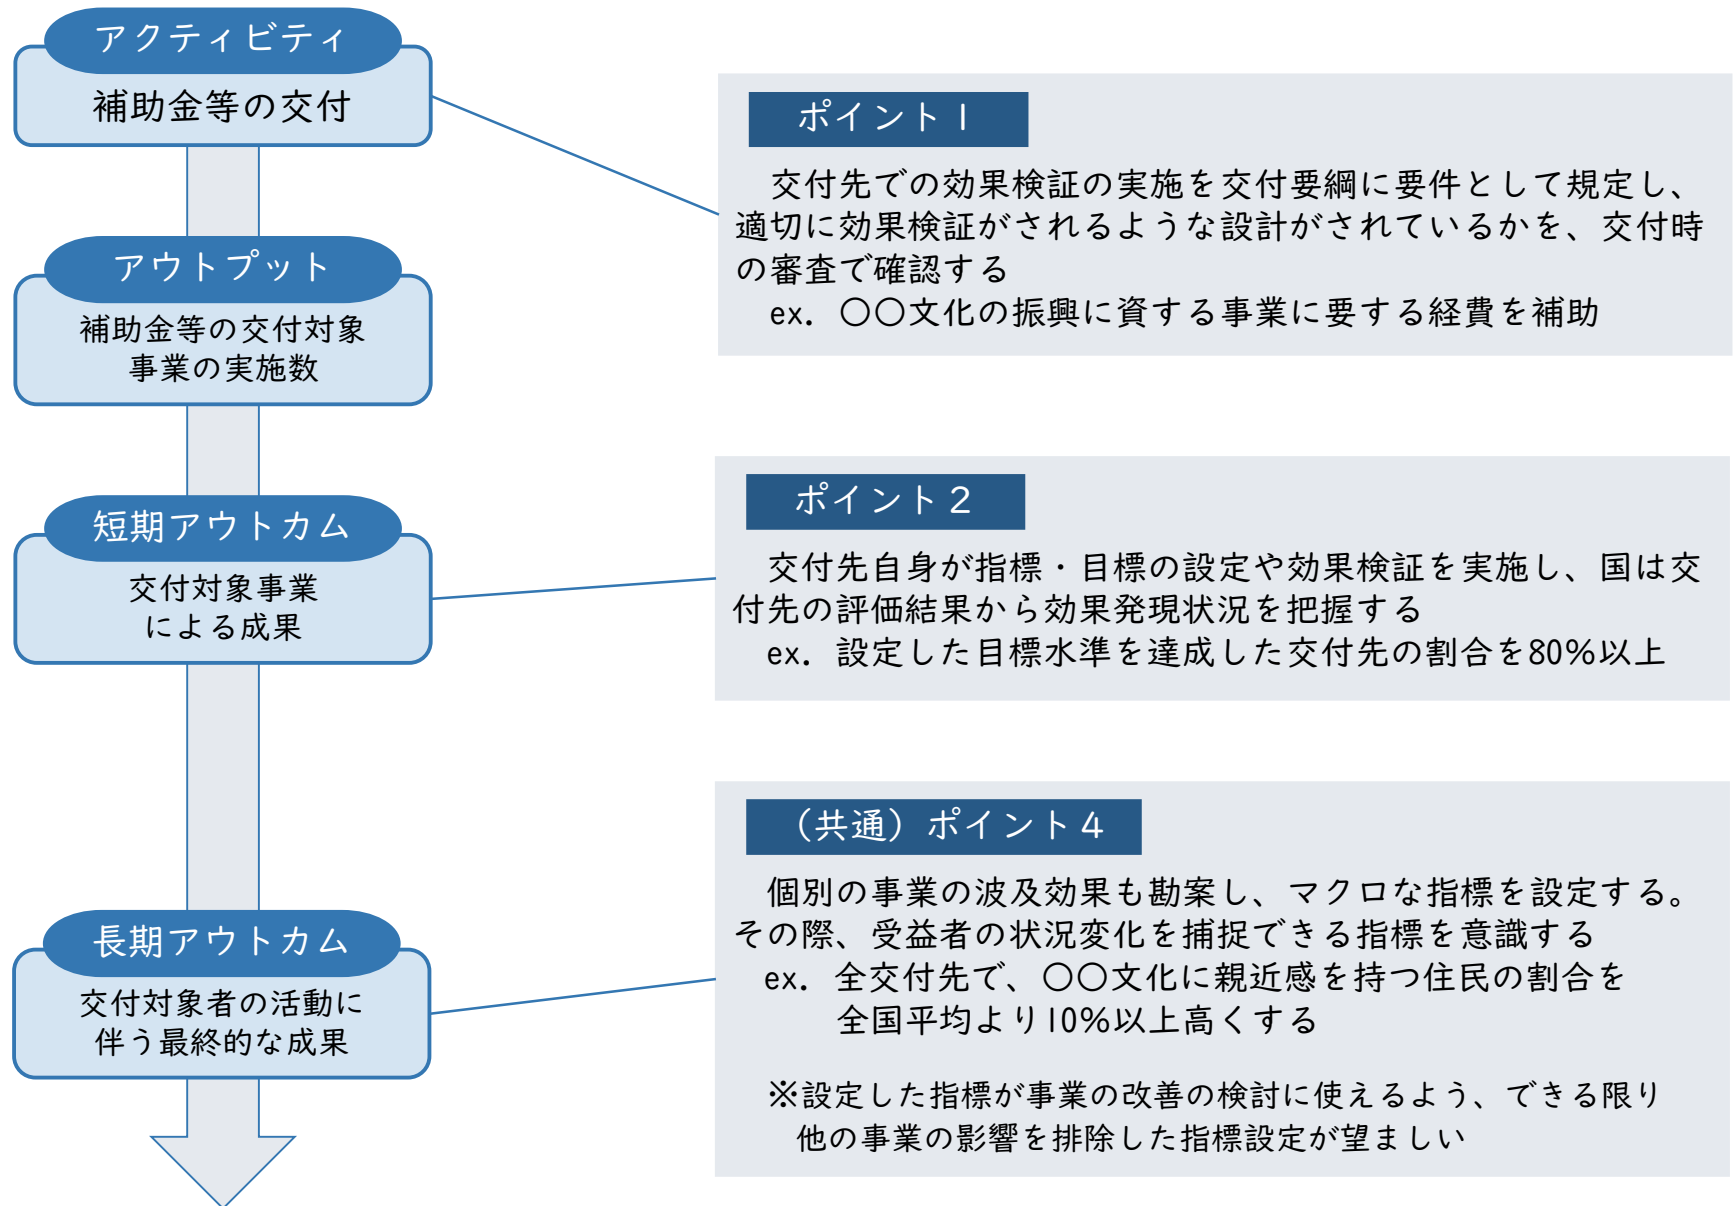 アクティビティ
補助金等の交付
ポイント1
交付先での効果検証の実施を交付要綱に要件として規定し、
適切に効果検証がされるような設計がされているかを、交付時
の審査で確認する
ex. 〇〇文化の振興に資する事業に要する経費を補助
アウトプット
補助金等の交付対象
事業の実施数
短期アウトカム
交付対象事業
による成果
ポイント2
交付先自身が指標・目標の設定や効果検証を実施し、国は交
付先の評価結果から効果発現状況を把握する
ex. 設定した目標水準を達成した交付先の割合を80%以上
長期アウトカム
交付対象者の活動に
伴う最終的な成果
（共通）ポイント4
個別の事業の波及効果も勘案し、マクロな指標を設定する。
その際、受益者の状況変化を捕捉できる指標を意識する
ex. 全交付先で、〇〇文化に親近感を持つ住民の割合を
全国平均より10%以上高くする
※設定した指標が事業の改善の検討に使えるよう、できる限り
他の事業の影響を排除した指標設定が望ましい